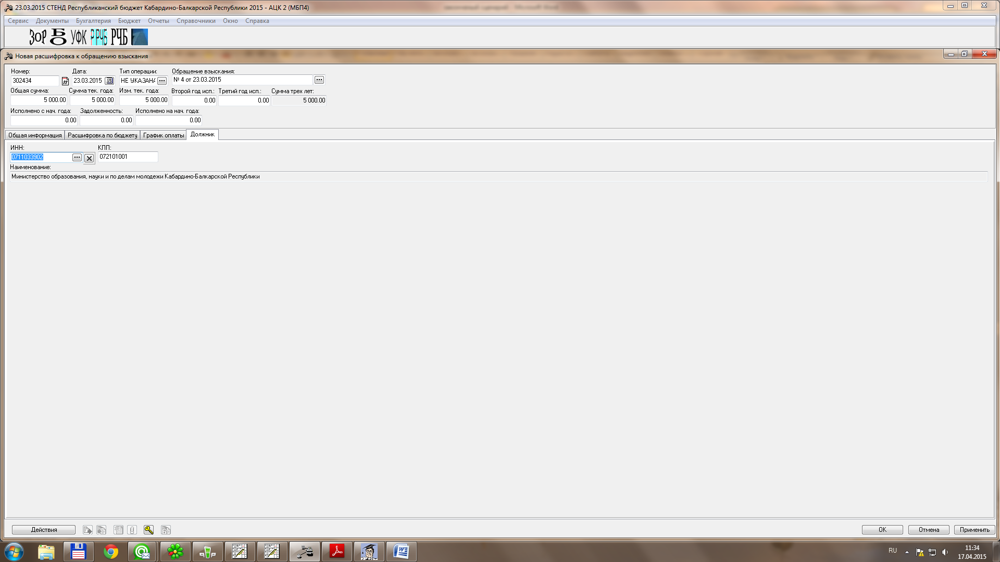 23.03.2015 СТЕНД Республиканский бюджет Кабардино-Балкарской Республики 2015 - АЦК 2 (МБП4)
Сервис Документы Бухгалтерия Бюджет Отчеты Справочники Окно Справка
ЗОР БО УФК РРЧБ РЧБ
Новая расшифровка к обращению взыскания
Номер: Дата: Тип операции: Обращение взыскания:
302434 23.03.2015 15 НЕ УКАЗАНА № 4 от 23.03.2015
Общая сумма: Сумма тек. года: Изм. тек. года: Второй год исп.: Третий год исп.: Сумма трех лет:
5 000.00 5 000.00 5 000.00 0.00 0.00 5 000.00
Исполнено с нач. года: Задолженность: Исполнено на нач. года:
0.00 0.00 0.00
Общая информация Расшифровка по бюджету График оплаты Должник
ИНН: КПП:
0711033902 072101001
Наименование:
Министерство образования, науки и по делам молодежи Кабардино-Балкарской Республики
Действия OK Отмена Применить
RU 11:34
17.04.2015